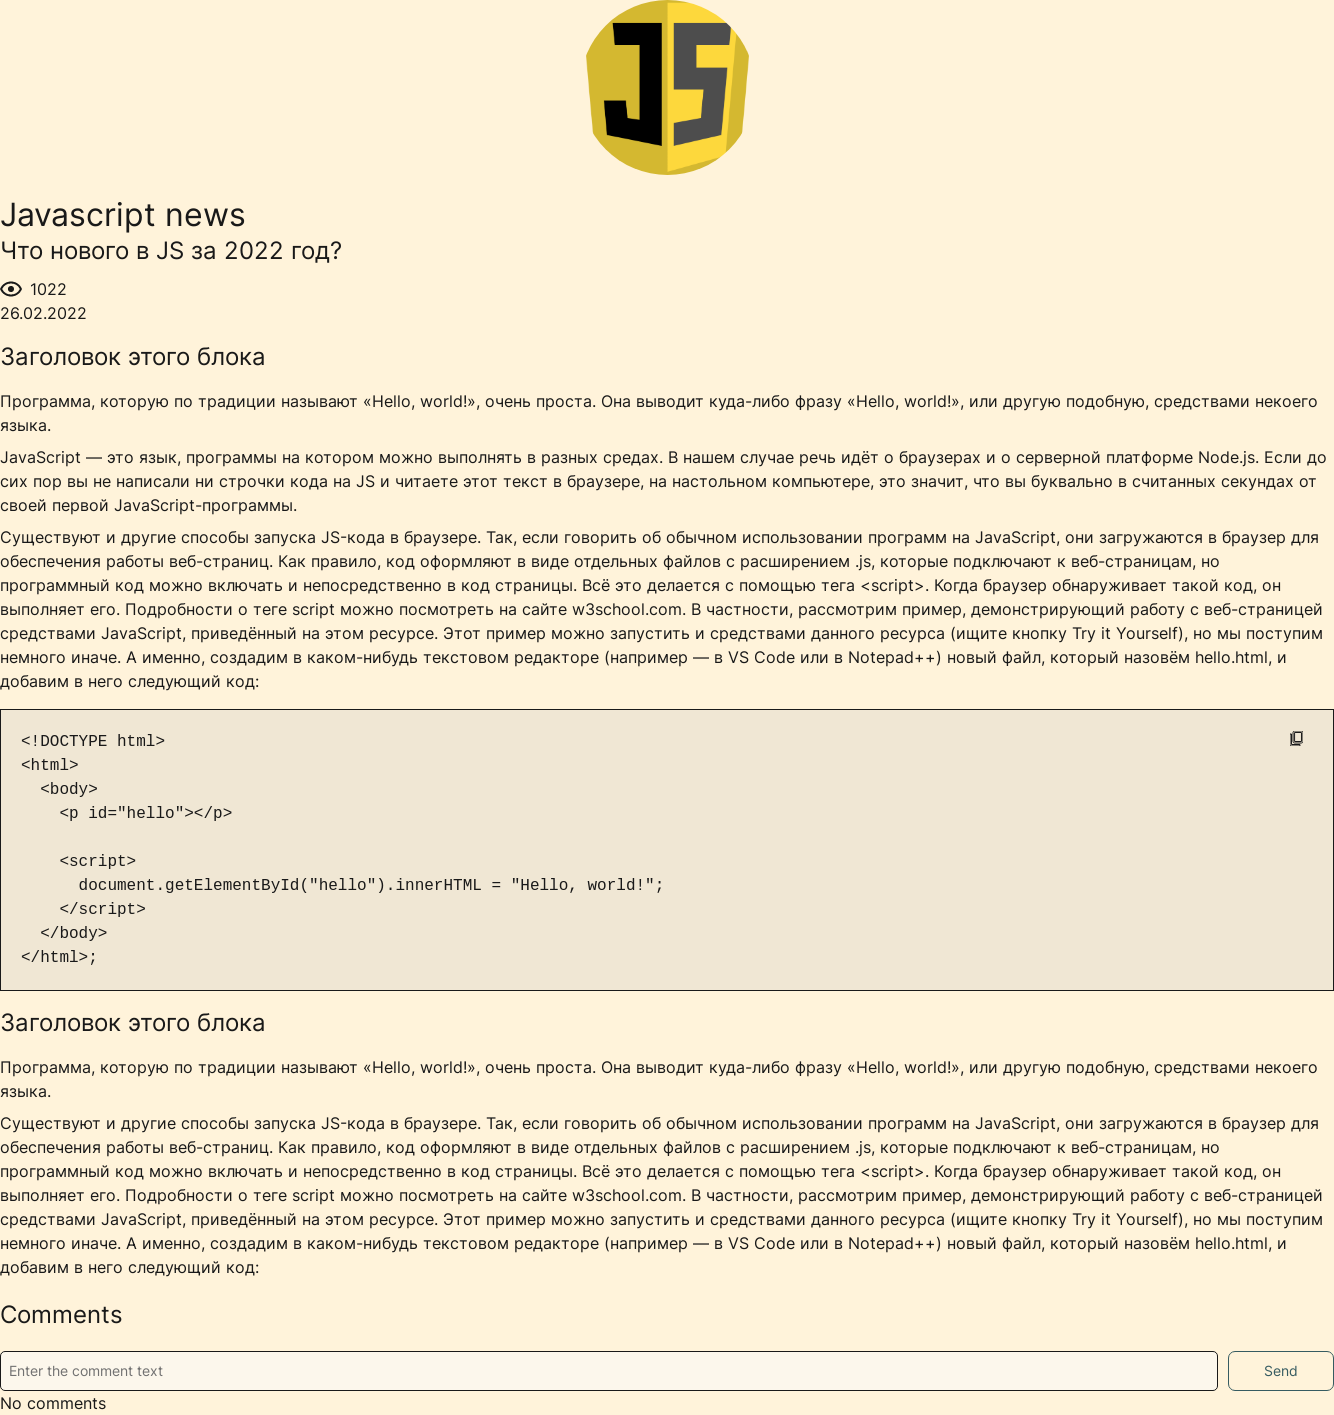 JS
Javascript news
Что нового в JS за 2022 год?
1022
26.02.2022
Заголовок этого блока
Программа, которую по традиции называют «Hello, world!», очень проста. Она выводит куда-либо фразу «Hello, world!», или другую подобную, средствами некоего
языка.
JavaScript — это язык, программы на котором можно выполнять в разных средах. В нашем случае речь идёт о браузерах и о серверной платформе Node.js. Если до
сих пор вы не написали ни строчки кода на JS и читаете этот текст в браузере, на настольном компьютере, это значит, что вы буквально в считанных секундах от
своей первой JavaScript-программы.
Существуют и другие способы запуска JS-кода в браузере. Так, если говорить об обычном использовании программ на JavaScript, они загружаются в браузер для
обеспечения работы веб-страниц. Как правило, код оформляют в виде отдельных файлов с расширением .js, которые подключают к веб-страницам, но
программный код можно включать и непосредственно в код страницы. Всё это делается с помощью тега <script>. Когда браузер обнаруживает такой код, он
выполняет его. Подробности о теге script можно посмотреть на сайте w3school.com. В частности, рассмотрим пример, демонстрирующий работу с веб-страницей
средствами JavaScript, приведённый на этом ресурсе. Этот пример можно запустить и средствами данного ресурса (ищите кнопку Try it Yourself), но мы поступим
немного иначе. А именно, создадим в каком-нибудь текстовом редакторе (например — в VS Code или в Notepad++) новый файл, который назовём hello.html, и
добавим в него следующий код:
<!DOCTYPE html>
<html>
  <body>
    <p id="hello"></p>

    <script>
      document.getElementById("hello").innerHTML = "Hello, world!";
    </script>
  </body>
</html>;
Заголовок этого блока
Программа, которую по традиции называют «Hello, world!», очень проста. Она выводит куда-либо фразу «Hello, world!», или другую подобную, средствами некоего
языка.
Существуют и другие способы запуска JS-кода в браузере. Так, если говорить об обычном использовании программ на JavaScript, они загружаются в браузер для
обеспечения работы веб-страниц. Как правило, код оформляют в виде отдельных файлов с расширением .js, которые подключают к веб-страницам, но
программный код можно включать и непосредственно в код страницы. Всё это делается с помощью тега <script>. Когда браузер обнаруживает такой код, он
выполняет его. Подробности о теге script можно посмотреть на сайте w3school.com. В частности, рассмотрим пример, демонстрирующий работу с веб-страницей
средствами JavaScript, приведённый на этом ресурсе. Этот пример можно запустить и средствами данного ресурса (ищите кнопку Try it Yourself), но мы поступим
немного иначе. А именно, создадим в каком-нибудь текстовом редакторе (например — в VS Code или в Notepad++) новый файл, который назовём hello.html, и
добавим в него следующий код:
Comments
Enter the comment text
Send
No comments